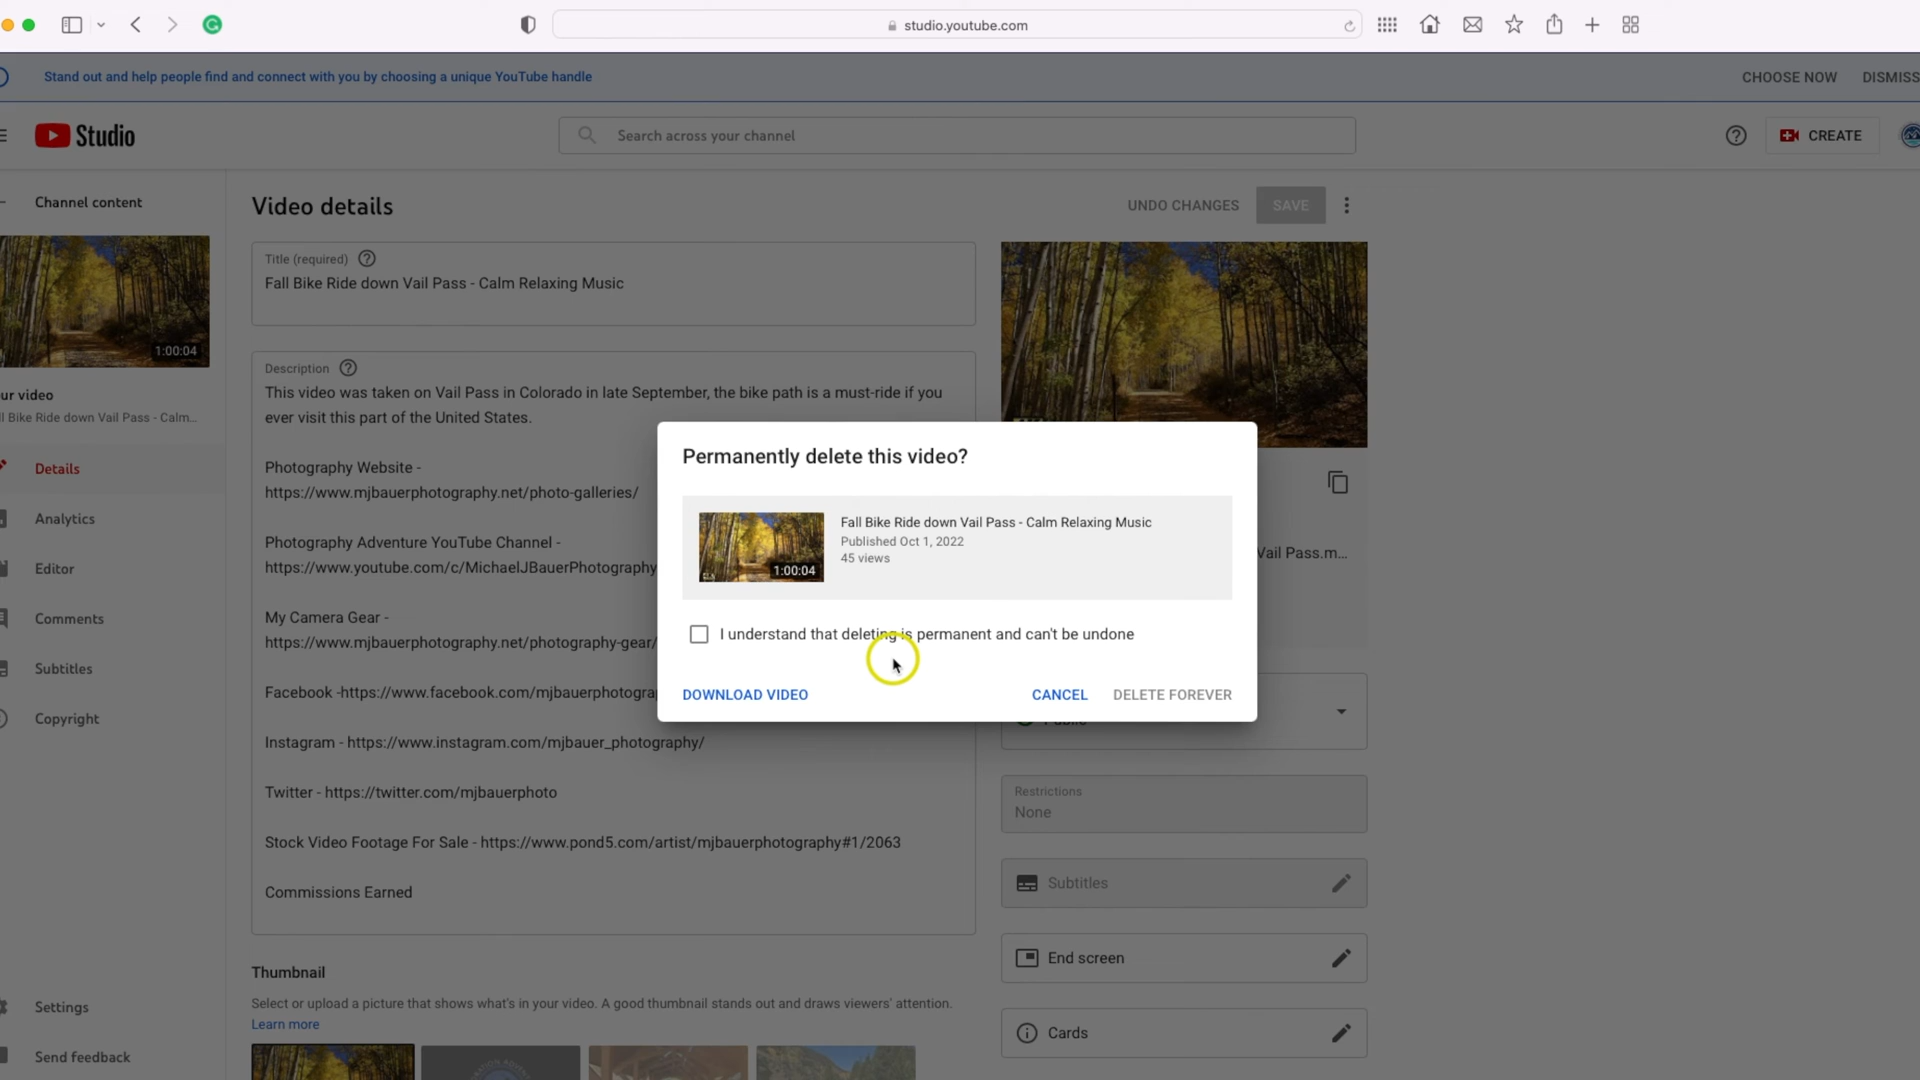 studio.youtube.com
Stand out and help people find and connect with you by choosing a unique YouTube handle
CHOOSE NOW
DISMISS
Studio
Search across your channel
CREATE
Channel content
1:00:04
ur video
ll Bike Ride down Vail Pass - Calm...
Details
Analytics
Editor
Comments
Subtitles
Copyright
Settings
Send feedback
Video details
UNDO CHANGES
SAVE
Title (required)
Fall Bike Ride down Vail Pass - Calm Relaxing Music
Description
This video was taken on Vail Pass in Colorado in late September, the bike path is a must-ride if you
ever visit this part of the United States.
Photography Website -
https://www.mjbauerphotography.net/photo-galleries/
Photography Adventure YouTube Channel -
https://www.youtube.com/c/MichaelJBauerPhotography
My Camera Gear -
https://www.mjbauerphotography.net/photography-gear/
Facebook -https://www.facebook.com/mjbauerphotogra
Instagram - https://www.instagram.com/mjbauer_photography/
Twitter - https://twitter.com/mjbauerphoto
Stock Video Footage For Sale - https://www.pond5.com/artist/mjbauerphotography#1/2063
Commissions Earned
Thumbnail
Select or upload a picture that shows what's in your video. A good thumbnail stands out and draws viewers' attention.
Learn more
Permanently delete this video?
1:00:04
Fall Bike Ride down Vail Pass - Calm Relaxing Music
Published Oct 1, 2022
45 views
I understand that deleting is permanent and can't be undone
DOWNLOAD VIDEO
CANCEL
DELETE FOREVER
Vail Pass.m...
Public
Restrictions
None
Subtitles
End screen
Cards